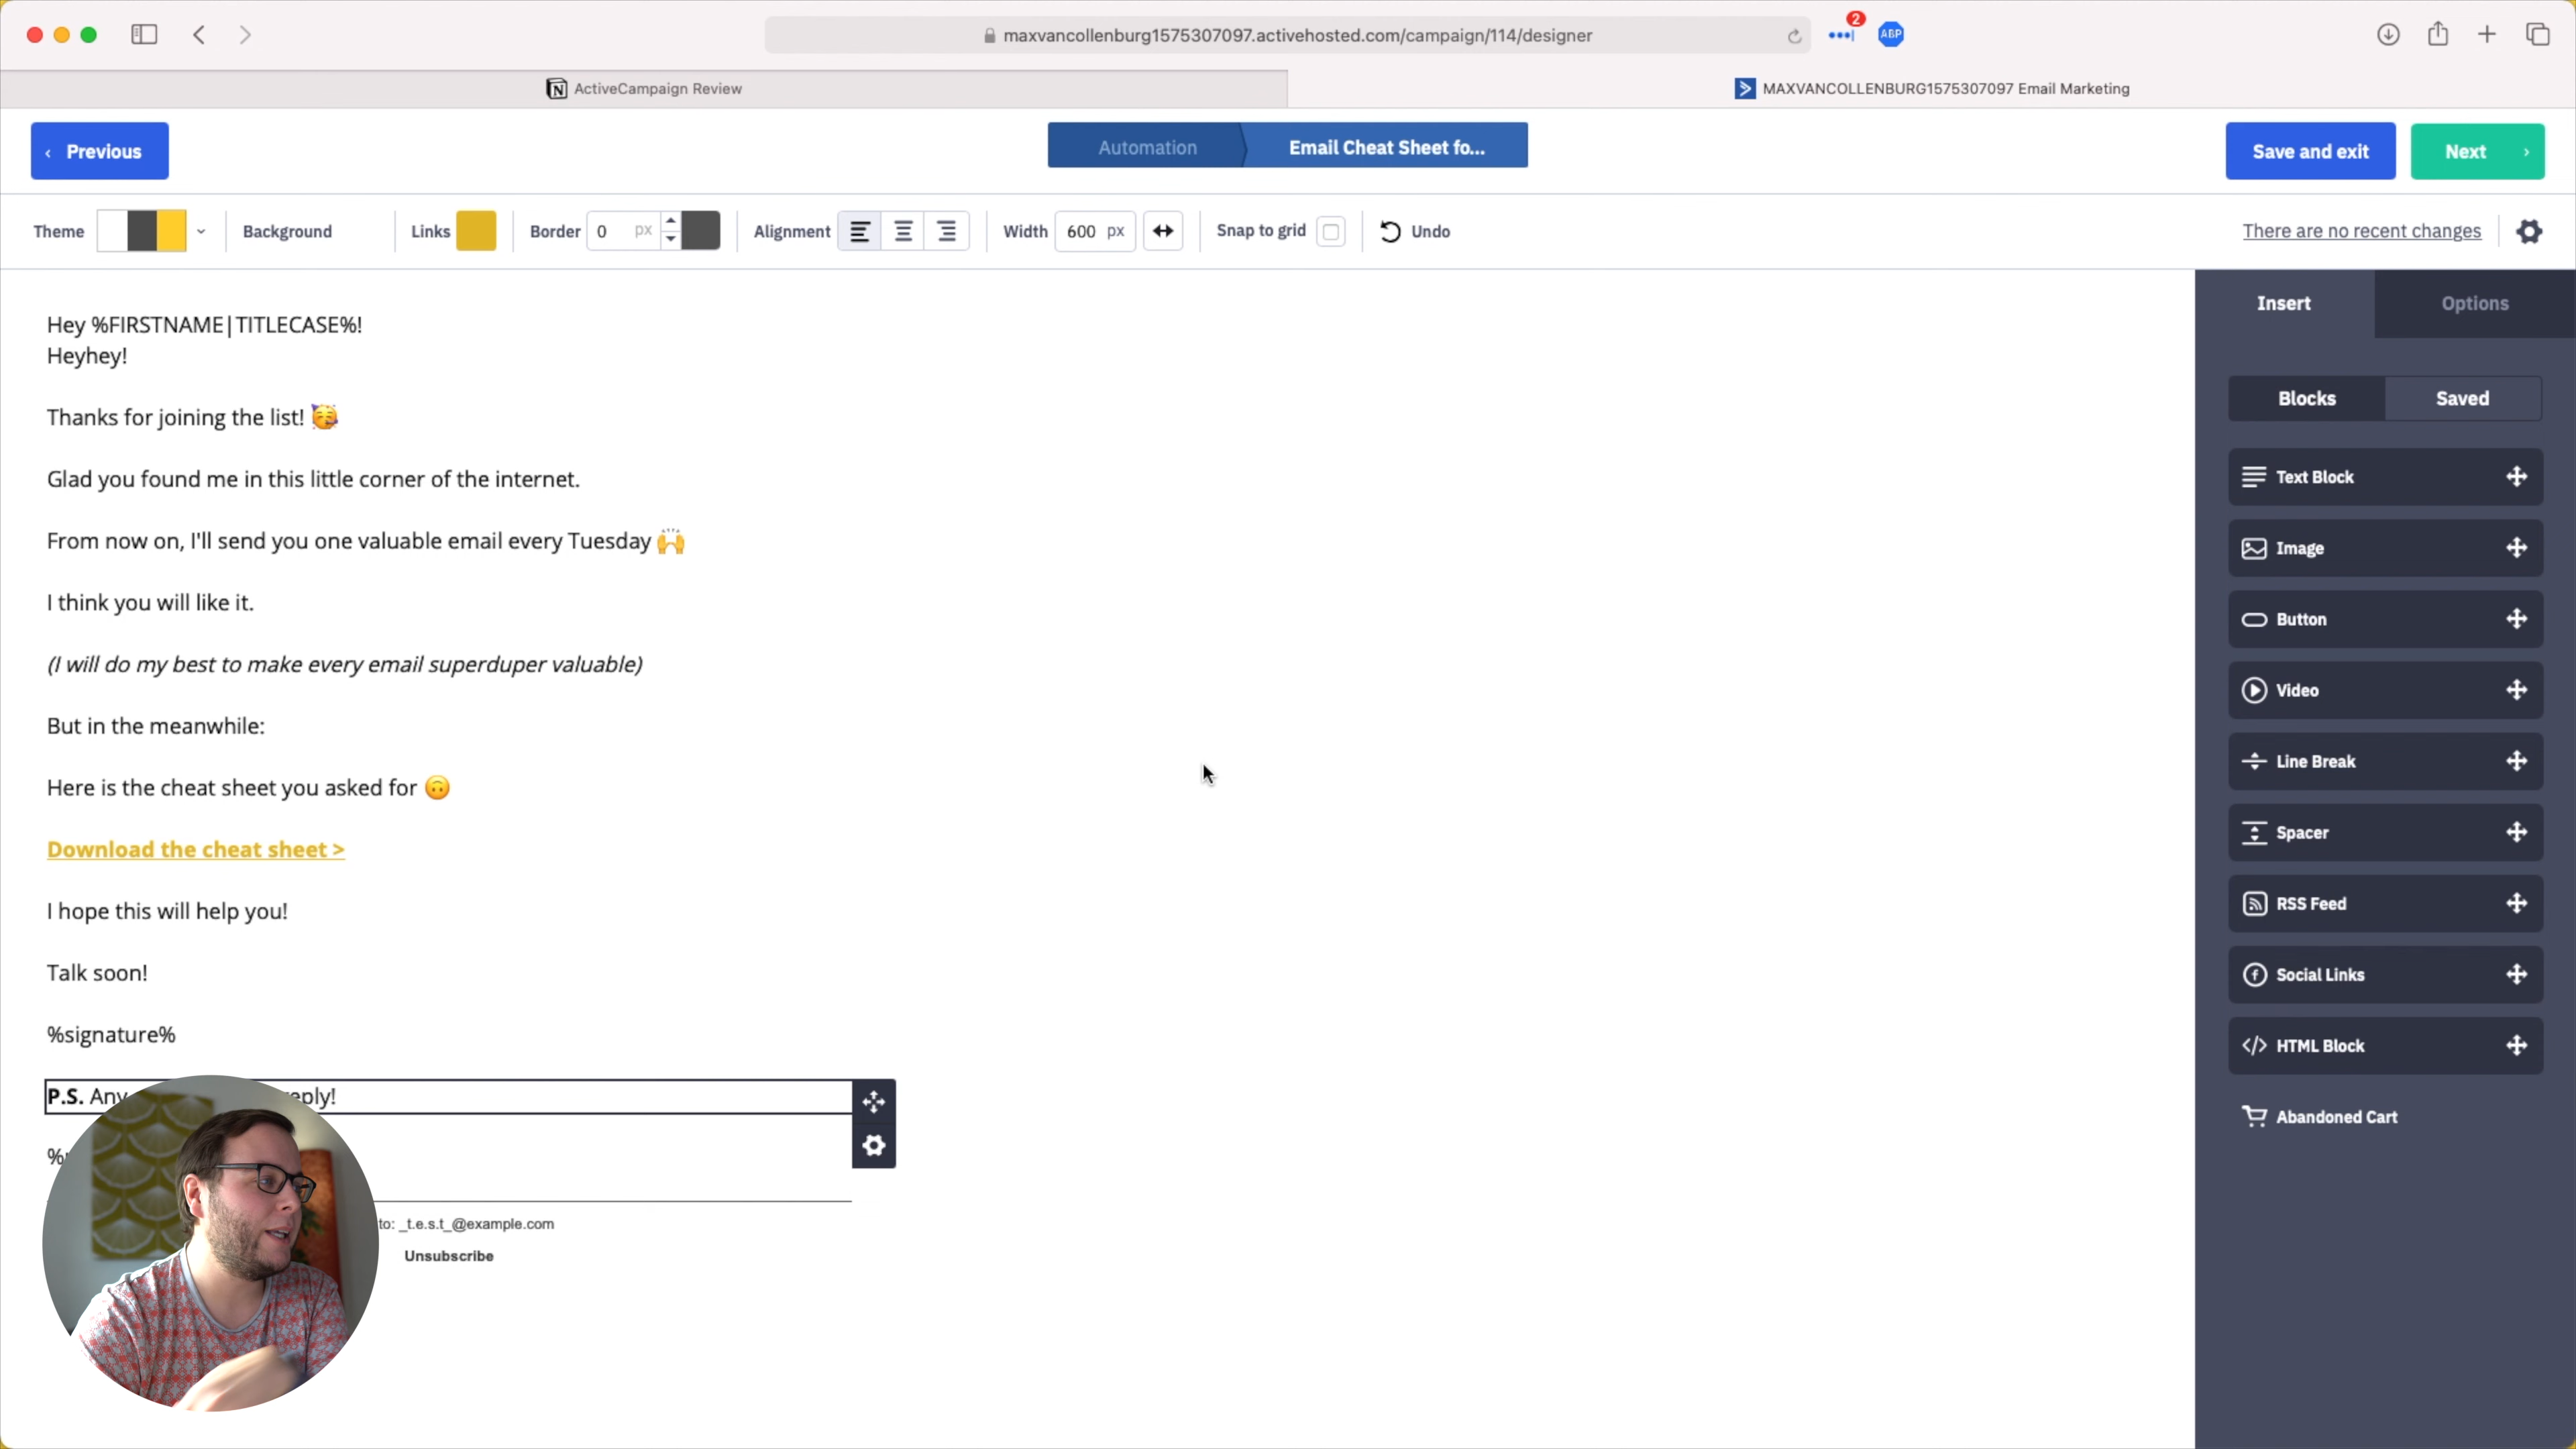 maxvancollenburg1575307097.activehosted.com/campaign/114/designer
2
ABP
ActiveCampaign Review
MAXVANCOLLENBURG1575307097 Email Marketing
Previous
Automation
Email Cheat Sheet fo...
Save and exit
Next
Theme
Background
Links
Border
0 px
Alignment
Width
600 px
Snap to grid
Undo
There are no recent changes
Hey %FIRSTNAME|TITLECASE%!
Heyhey!
Thanks for joining the list! 🥳
Glad you found me in this little corner of the internet.
From now on, I'll send you one valuable email every Tuesday 🙌
I think you will like it.
(I will do my best to make every email superduper valuable)
But in the meanwhile:
Here is the cheat sheet you asked for 🙃
Download the cheat sheet >
I hope this will help you!
Talk soon!
%signature%
P.S. Any
to: _t.e.s.t_@example.com
Unsubscribe
Insert
Options
Blocks
Saved
Text Block
Image
Button
Video
Line Break
Spacer
RSS Feed
Social Links
HTML Block
Abandoned Cart